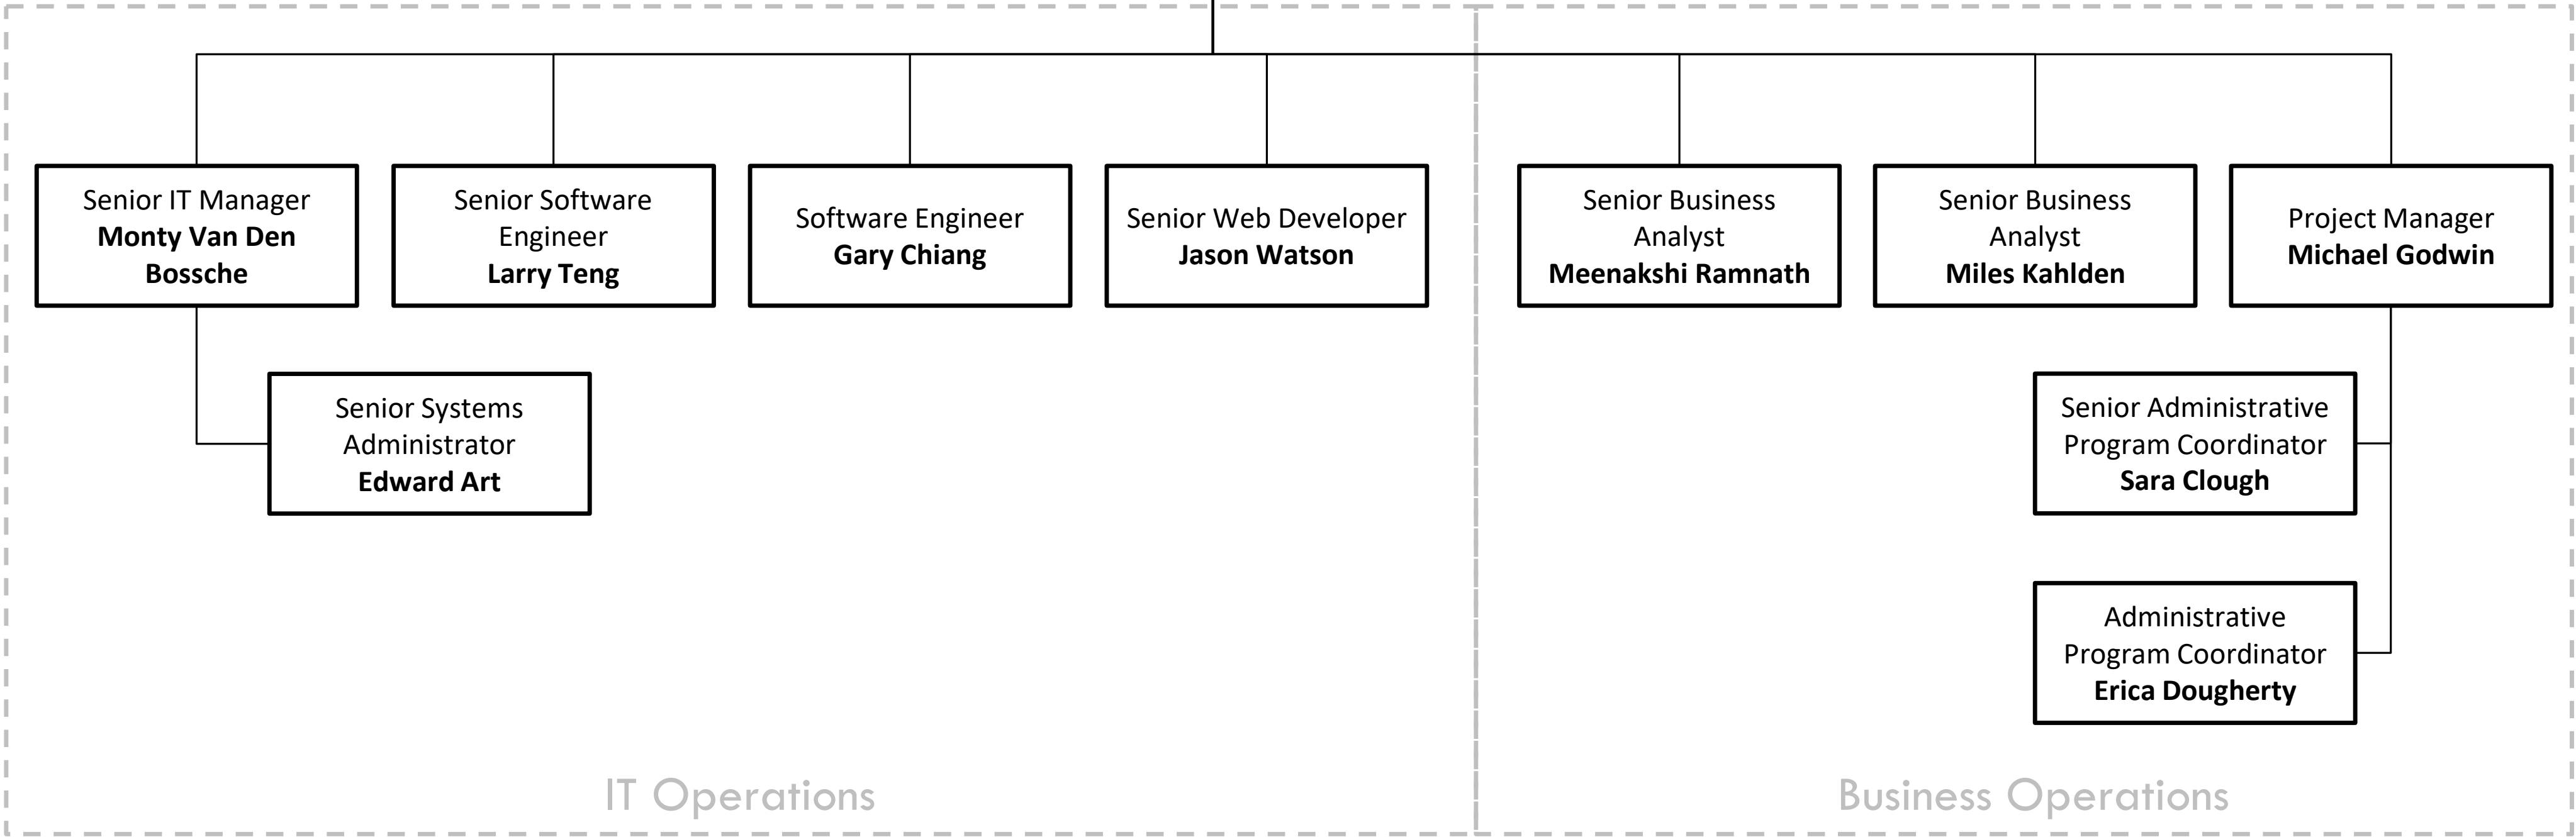 Senior IT Manager
Monty Van Den
Bossche
Senior Software
Engineer
Larry Teng
Software Engineer
Gary Chiang
Senior Web Developer
Jason Watson
Senior Business
Analyst
Meenakshi Ramnath
Senior Business
Analyst
Miles Kahlden
Project Manager
Michael Godwin
Senior Systems
Administrator
Edward Art
Senior Administrative
Program Coordinator
Sara Clough
Administrative
Program Coordinator
Erica Dougherty
IT Operations
Business Operations